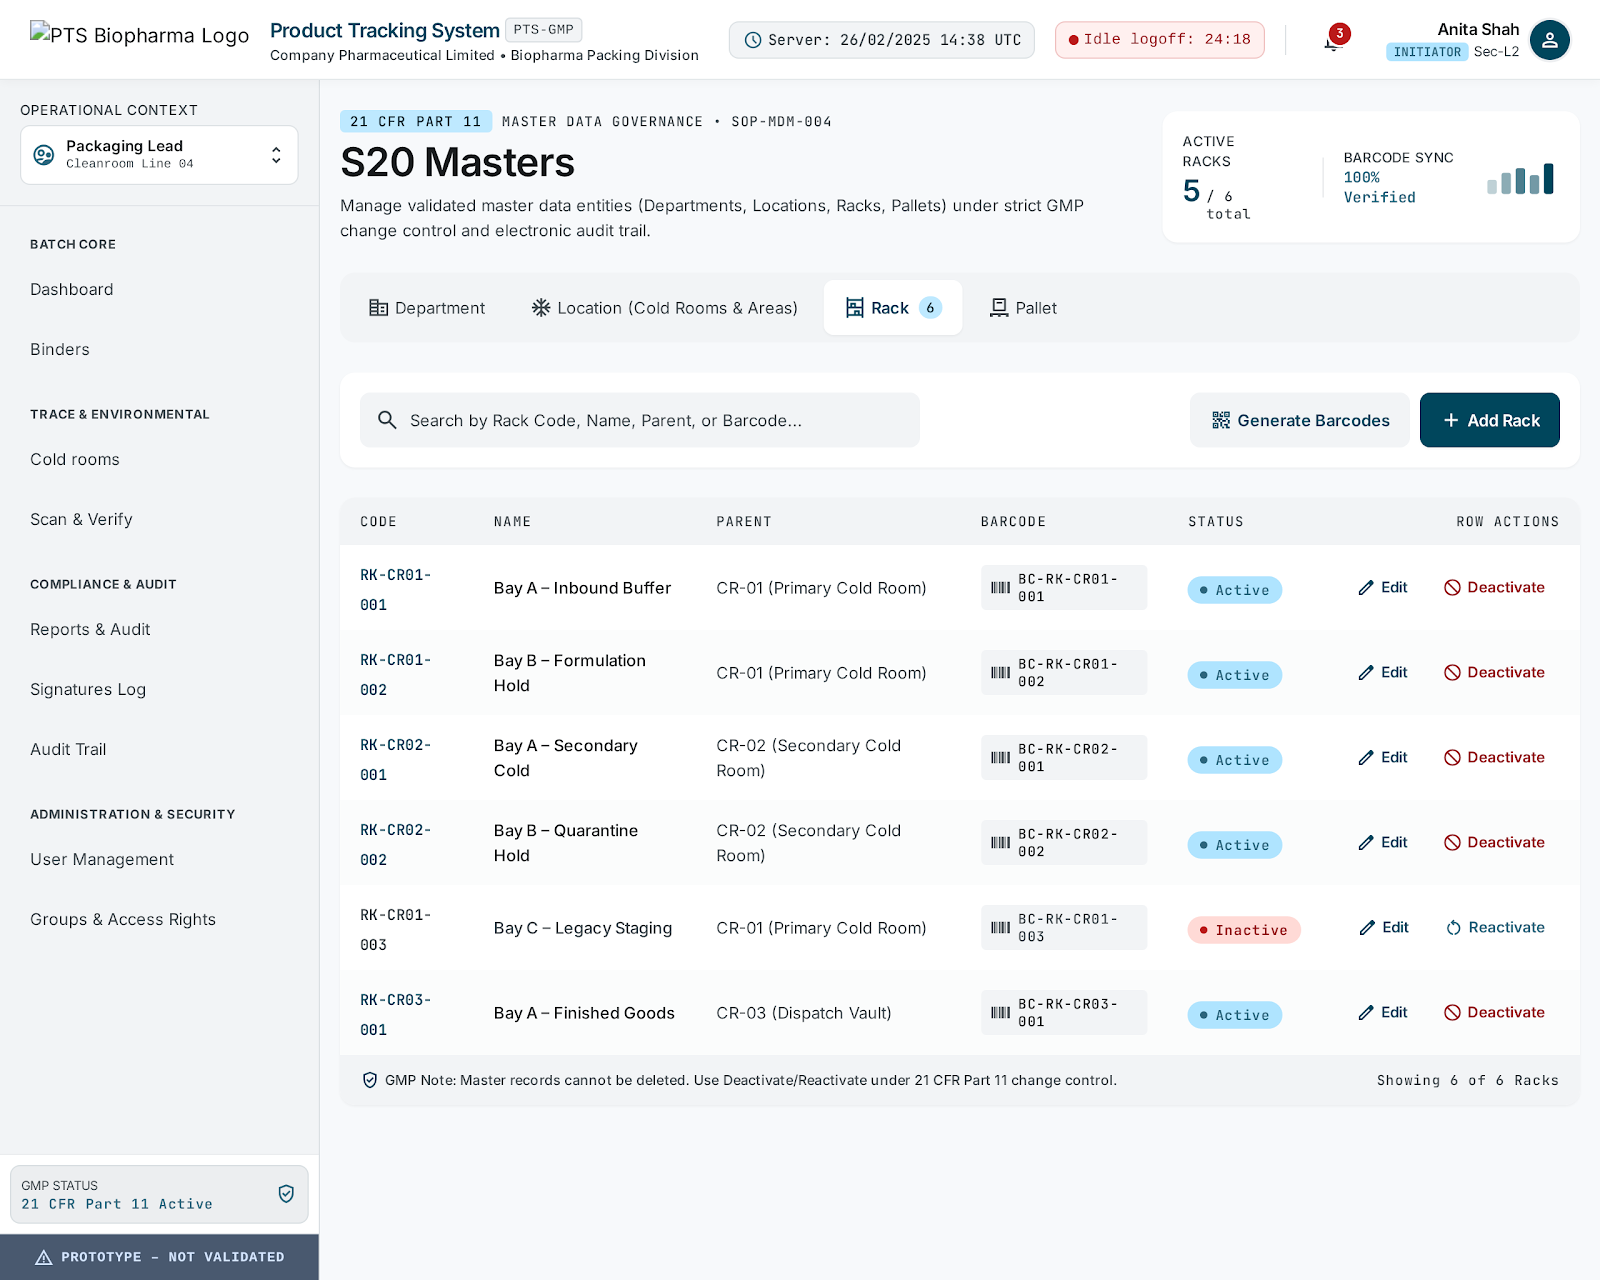 PTS Biopharma Logo
Product Tracking System PTS-GMP
Company Pharmaceutical Limited • Biopharma Packing Division
Server: 26/02/2025 14:38 UTC
Idle logoff: 24:18
3
Anita Shah
INITIATOR Sec-L2
OPERATIONAL CONTEXT
Packaging Lead
Cleanroom Line 04
BATCH CORE
Dashboard
Binders
TRACE & ENVIRONMENTAL
Cold rooms
Scan & Verify
COMPLIANCE & AUDIT
Reports & Audit
Signatures Log
Audit Trail
ADMINISTRATION & SECURITY
User Management
Groups & Access Rights
GMP STATUS
21 CFR Part 11 Active
PROTOTYPE – NOT VALIDATED
21 CFR PART 11 MASTER DATA GOVERNANCE • SOP-MDM-004
S20 Masters
Manage validated master data entities (Departments, Locations, Racks, Pallets) under strict GMP
change control and electronic audit trail.
ACTIVE
RACKS
5 / 6
total
BARCODE SYNC
100%
Verified
Department
Location (Cold Rooms & Areas)
Rack 6
Pallet
Search by Rack Code, Name, Parent, or Barcode...
Generate Barcodes
+ Add Rack
CODE NAME PARENT BARCODE STATUS ROW ACTIONS
RK-CR01-
001
Bay A – Inbound Buffer
CR-01 (Primary Cold Room)
BC-RK-CR01-
001
Active
Edit
Deactivate
RK-CR01-
002
Bay B – Formulation
Hold
CR-01 (Primary Cold Room)
BC-RK-CR01-
002
Active
Edit
Deactivate
RK-CR02-
001
Bay A – Secondary
Cold
CR-02 (Secondary Cold
Room)
BC-RK-CR02-
001
Active
Edit
Deactivate
RK-CR02-
002
Bay B – Quarantine
Hold
CR-02 (Secondary Cold
Room)
BC-RK-CR02-
002
Active
Edit
Deactivate
RK-CR01-
003
Bay C – Legacy Staging
CR-01 (Primary Cold Room)
BC-RK-CR01-
003
Inactive
Edit
Reactivate
RK-CR03-
001
Bay A – Finished Goods
CR-03 (Dispatch Vault)
BC-RK-CR03-
001
Active
Edit
Deactivate
GMP Note: Master records cannot be deleted. Use Deactivate/Reactivate under 21 CFR Part 11 change control.
Showing 6 of 6 Racks